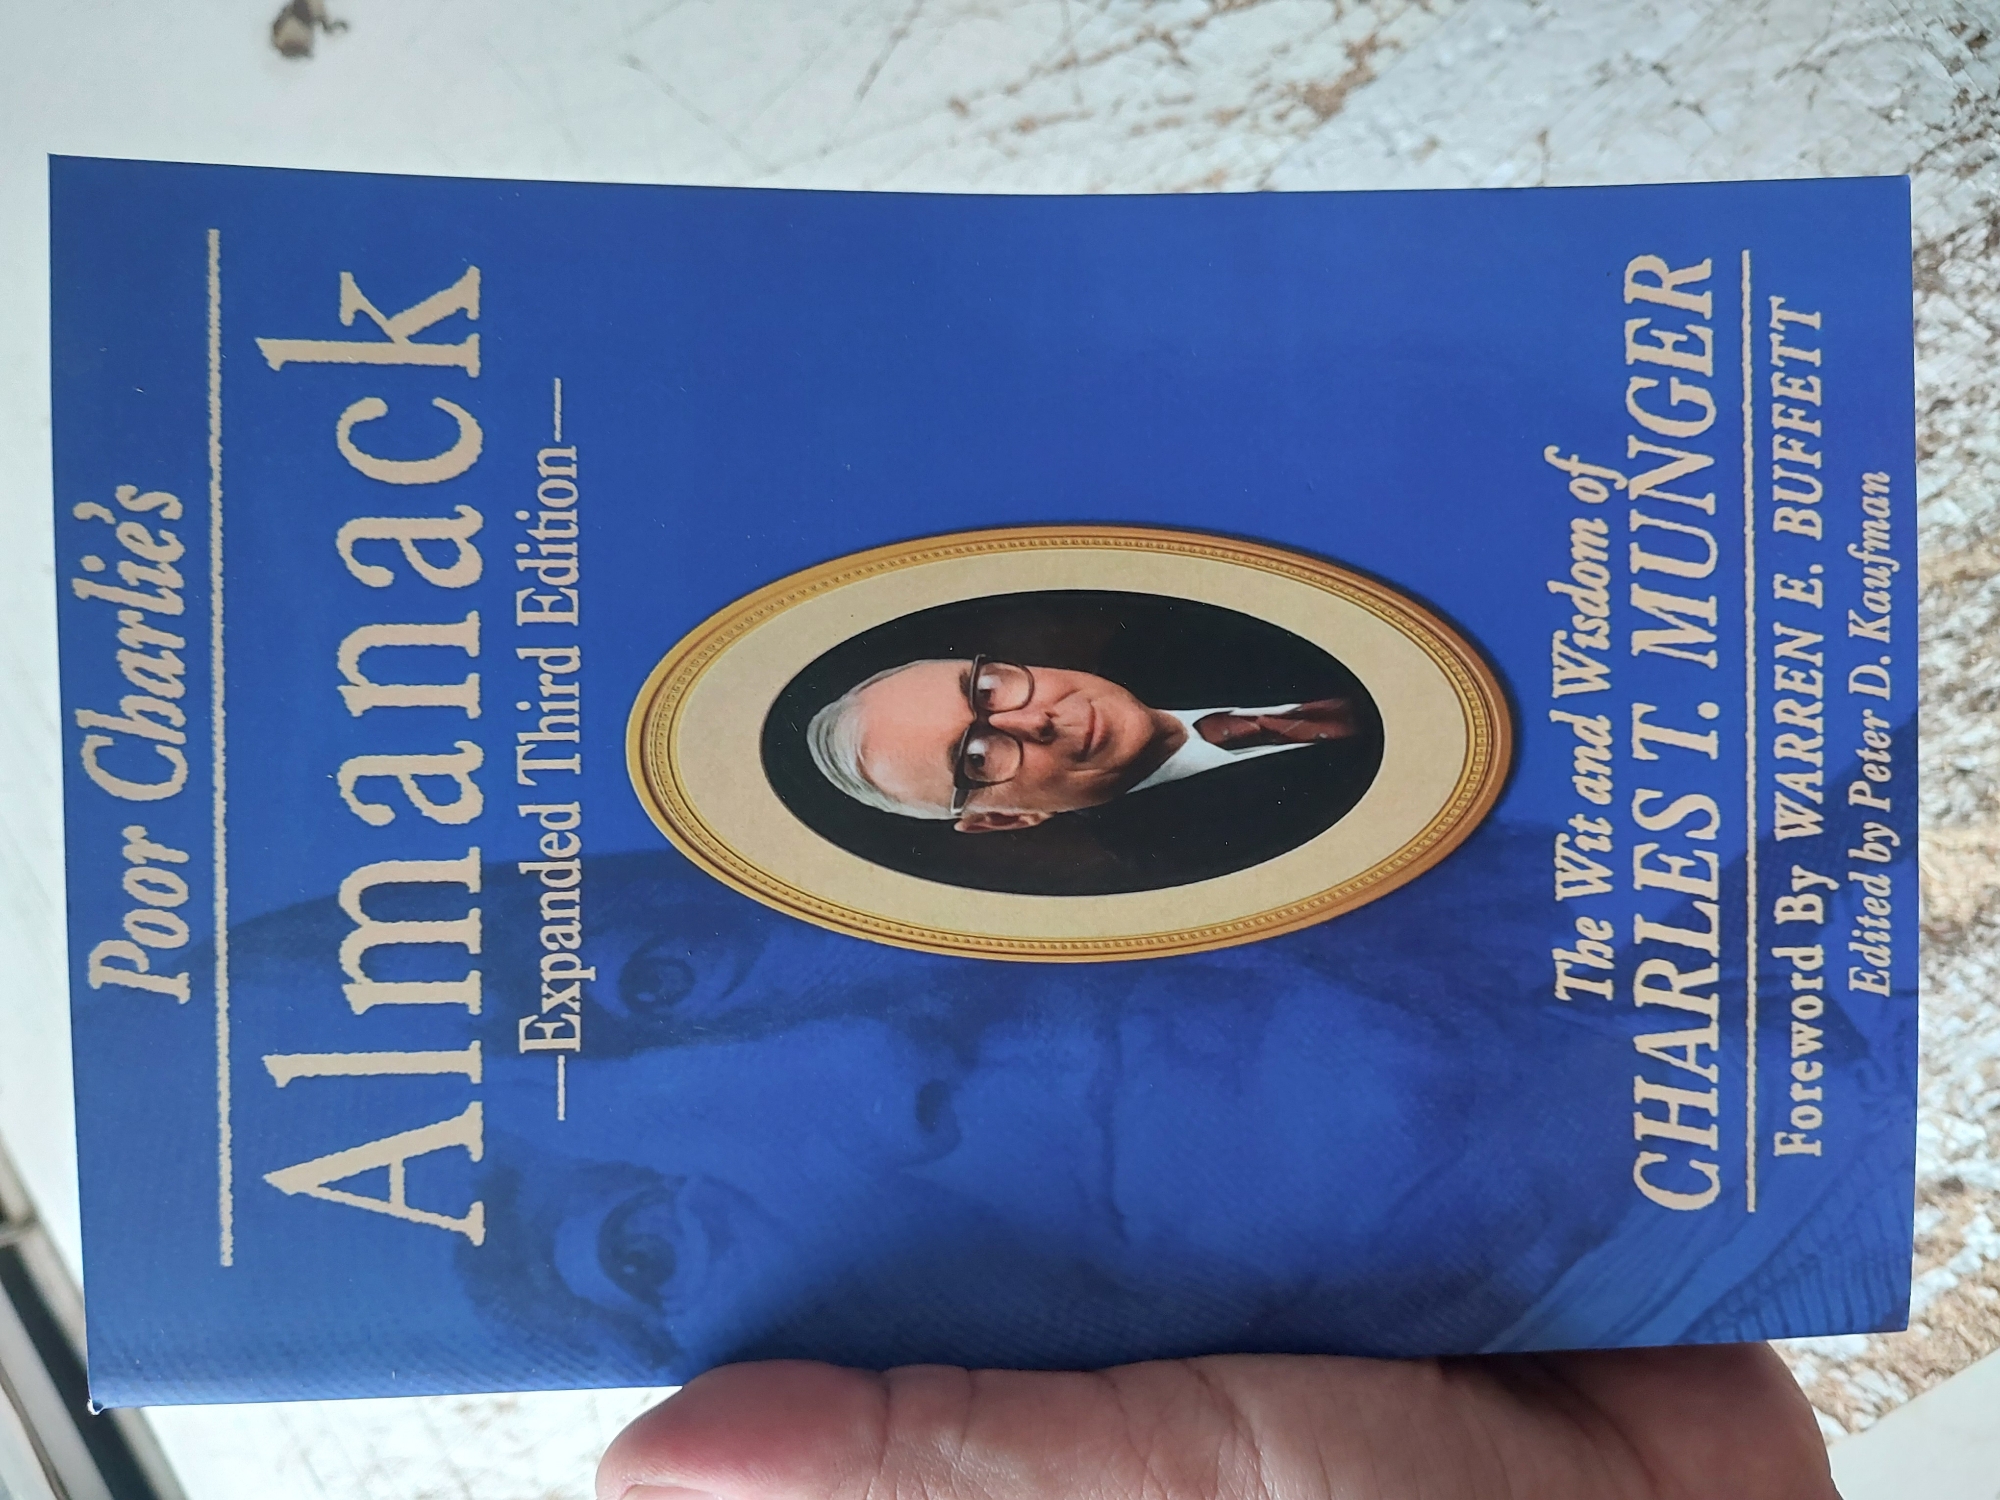 Poor Charlie's
Almanack
—Expanded Third Edition—
The Wit and Wisdom of
CHARLES T. MUNGER
Foreword By WARREN E. BUFFETT
Edited by Peter D. Kaufman